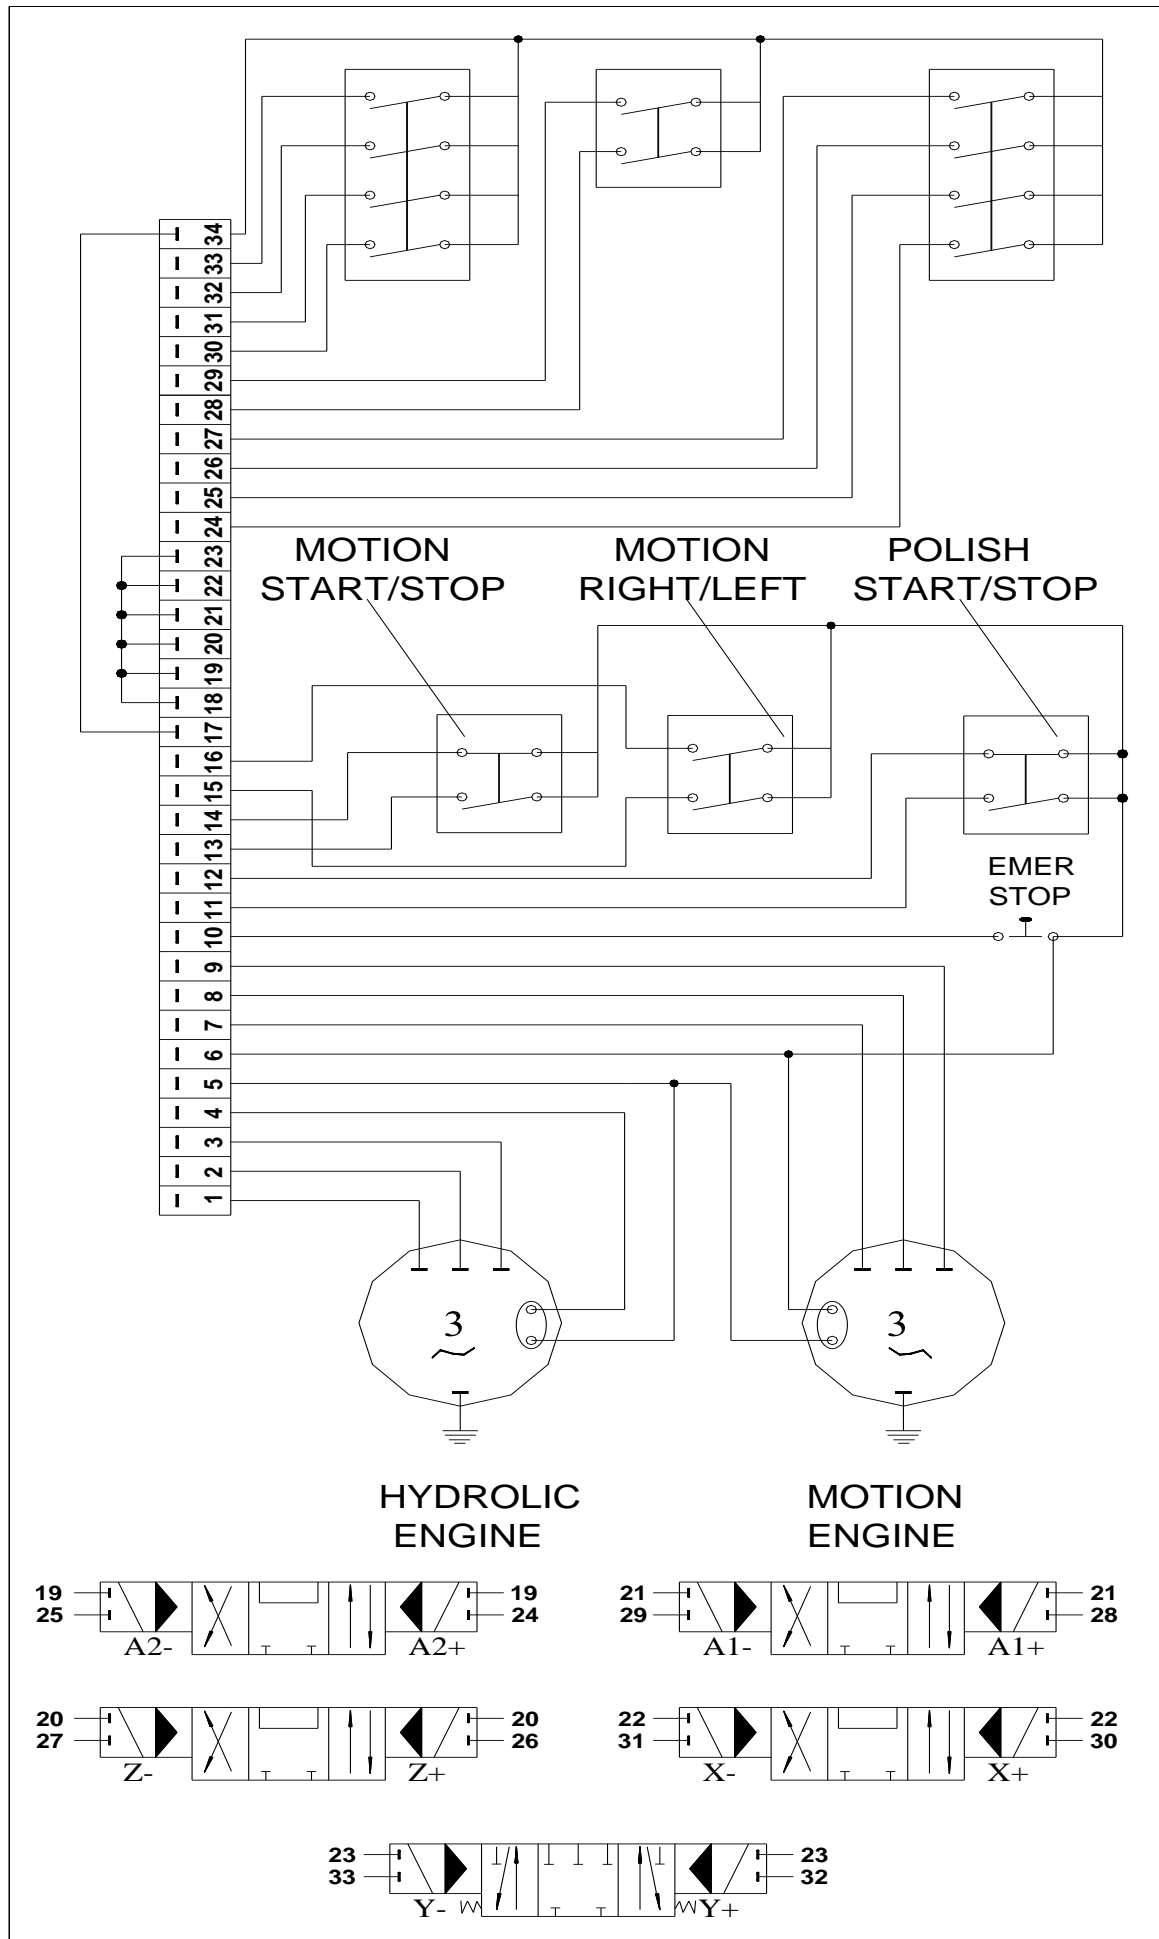 34
33
32
31
30
29
28
27
26
25
24
23
22
21
20
19
18
17
16
15
14
13
12
11
10
9
8
7
6
5
4
3
2
1
MOTION
START/STOP
MOTION
RIGHT/LEFT
POLISH
START/STOP
EMER
STOP
3
3
HYDROLIC
ENGINE
MOTION
ENGINE
19 19
25 24
A2- A2+
21 21
29 28
A1- A1+
20 20
27 26
Z- Z+
22 22
31 30
X- X+
23 23
33 32
Y- Y+